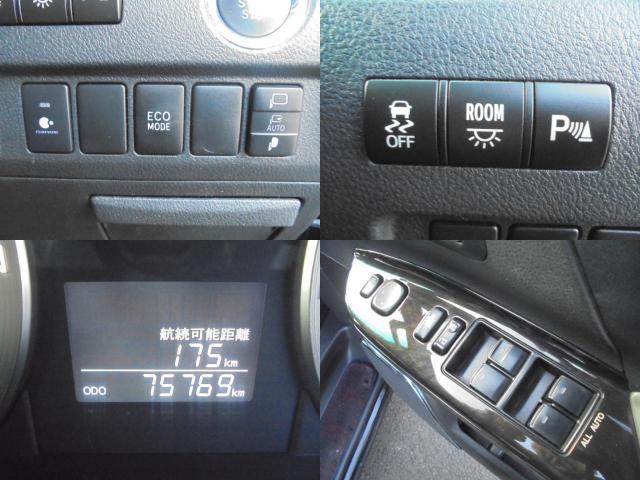 ECO
MODE
AUTO
OFF
ROOM
P
航続可能距離
175km
ODO 75769km
ALL AUTO